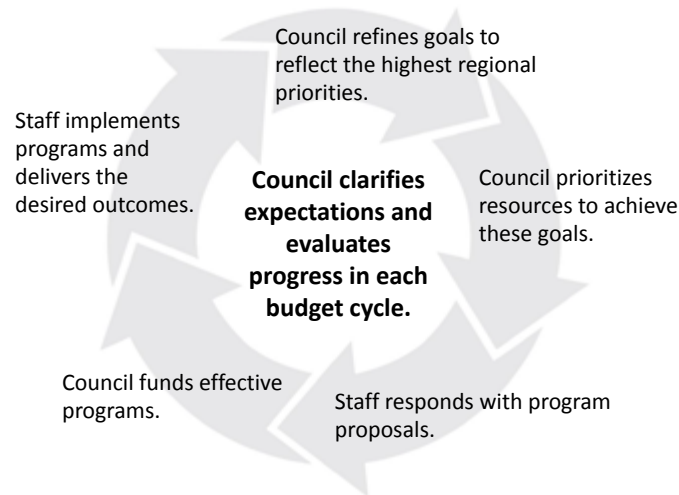 Council refines goals to
reflect the highest regional
priorities.
Staff implements
programs and
delivers the
desired outcomes.
Council clarifies
expectations and
evaluates
progress in each
budget cycle.
Council prioritizes
resources to achieve
these goals.
Council funds effective
programs.
Staff responds with program
proposals.